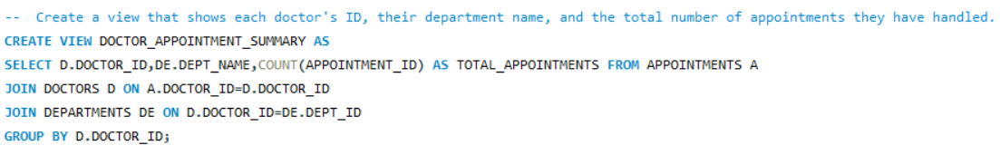 --  Create a view that shows each doctor's ID, their department name, and the total number of appointments they have handled.
CREATE VIEW DOCTOR_APPOINTMENT_SUMMARY AS
SELECT D.DOCTOR_ID,DE.DEPT_NAME,COUNT(APPOINTMENT_ID) AS TOTAL_APPOINTMENTS FROM APPOINTMENTS A
JOIN DOCTORS D ON A.DOCTOR_ID=D.DOCTOR_ID
JOIN DEPARTMENTS DE ON D.DOCTOR_ID=DE.DEPT_ID
GROUP BY D.DOCTOR_ID;